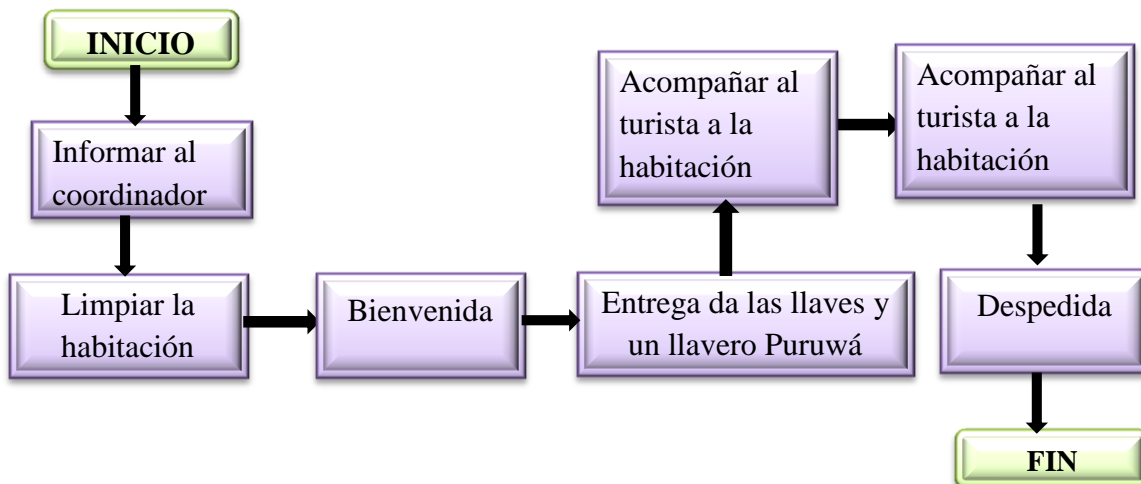 INICIO
Informar al
coordinador
Limpiar la
habitación
Bienvenida
Entrega da las llaves y
un llavero Puruwá
Acompañar al
turista a la
habitación
Acompañar al
turista a la
habitación
Despedida
FIN